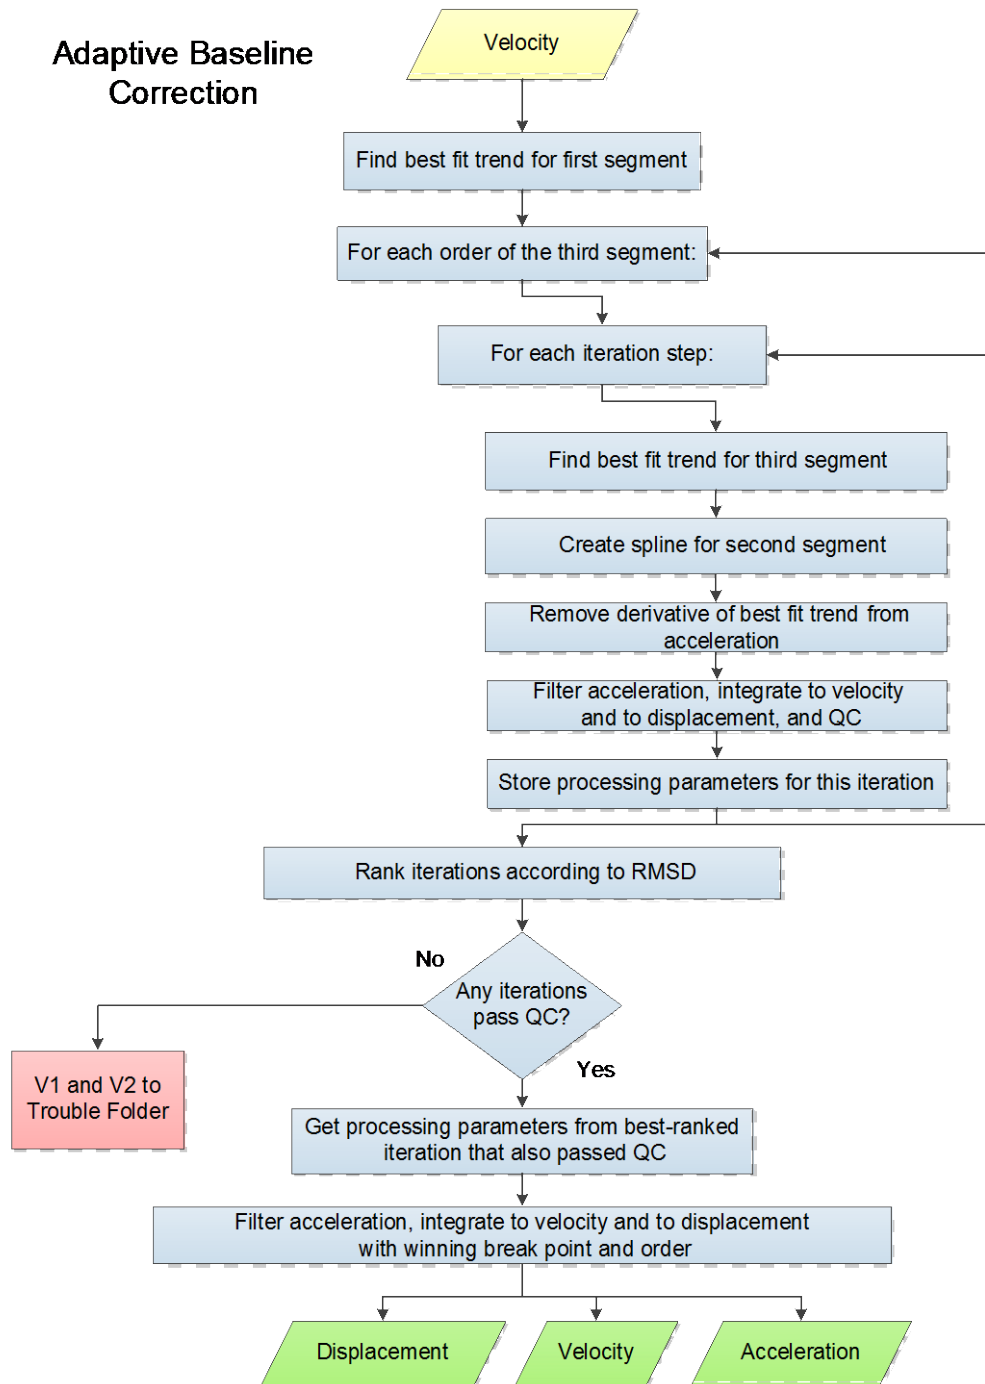 Adaptive Baseline
Correction
Velocity
Find best fit trend for first segment
For each order of the third segment:
For each iteration step:
Find best fit trend for third segment
Create spline for second segment
Remove derivative of best fit trend from
acceleration
Filter acceleration, integrate to velocity
and to displacement, and QC
Store processing parameters for this iteration
Rank iterations according to RMSD
No
Any iterations
pass QC?
Yes
V1 and V2 to
Trouble Folder
Get processing parameters from best-ranked
iteration that also passed QC
Filter acceleration, integrate to velocity and to displacement
with winning break point and order
Displacement
Velocity
Acceleration